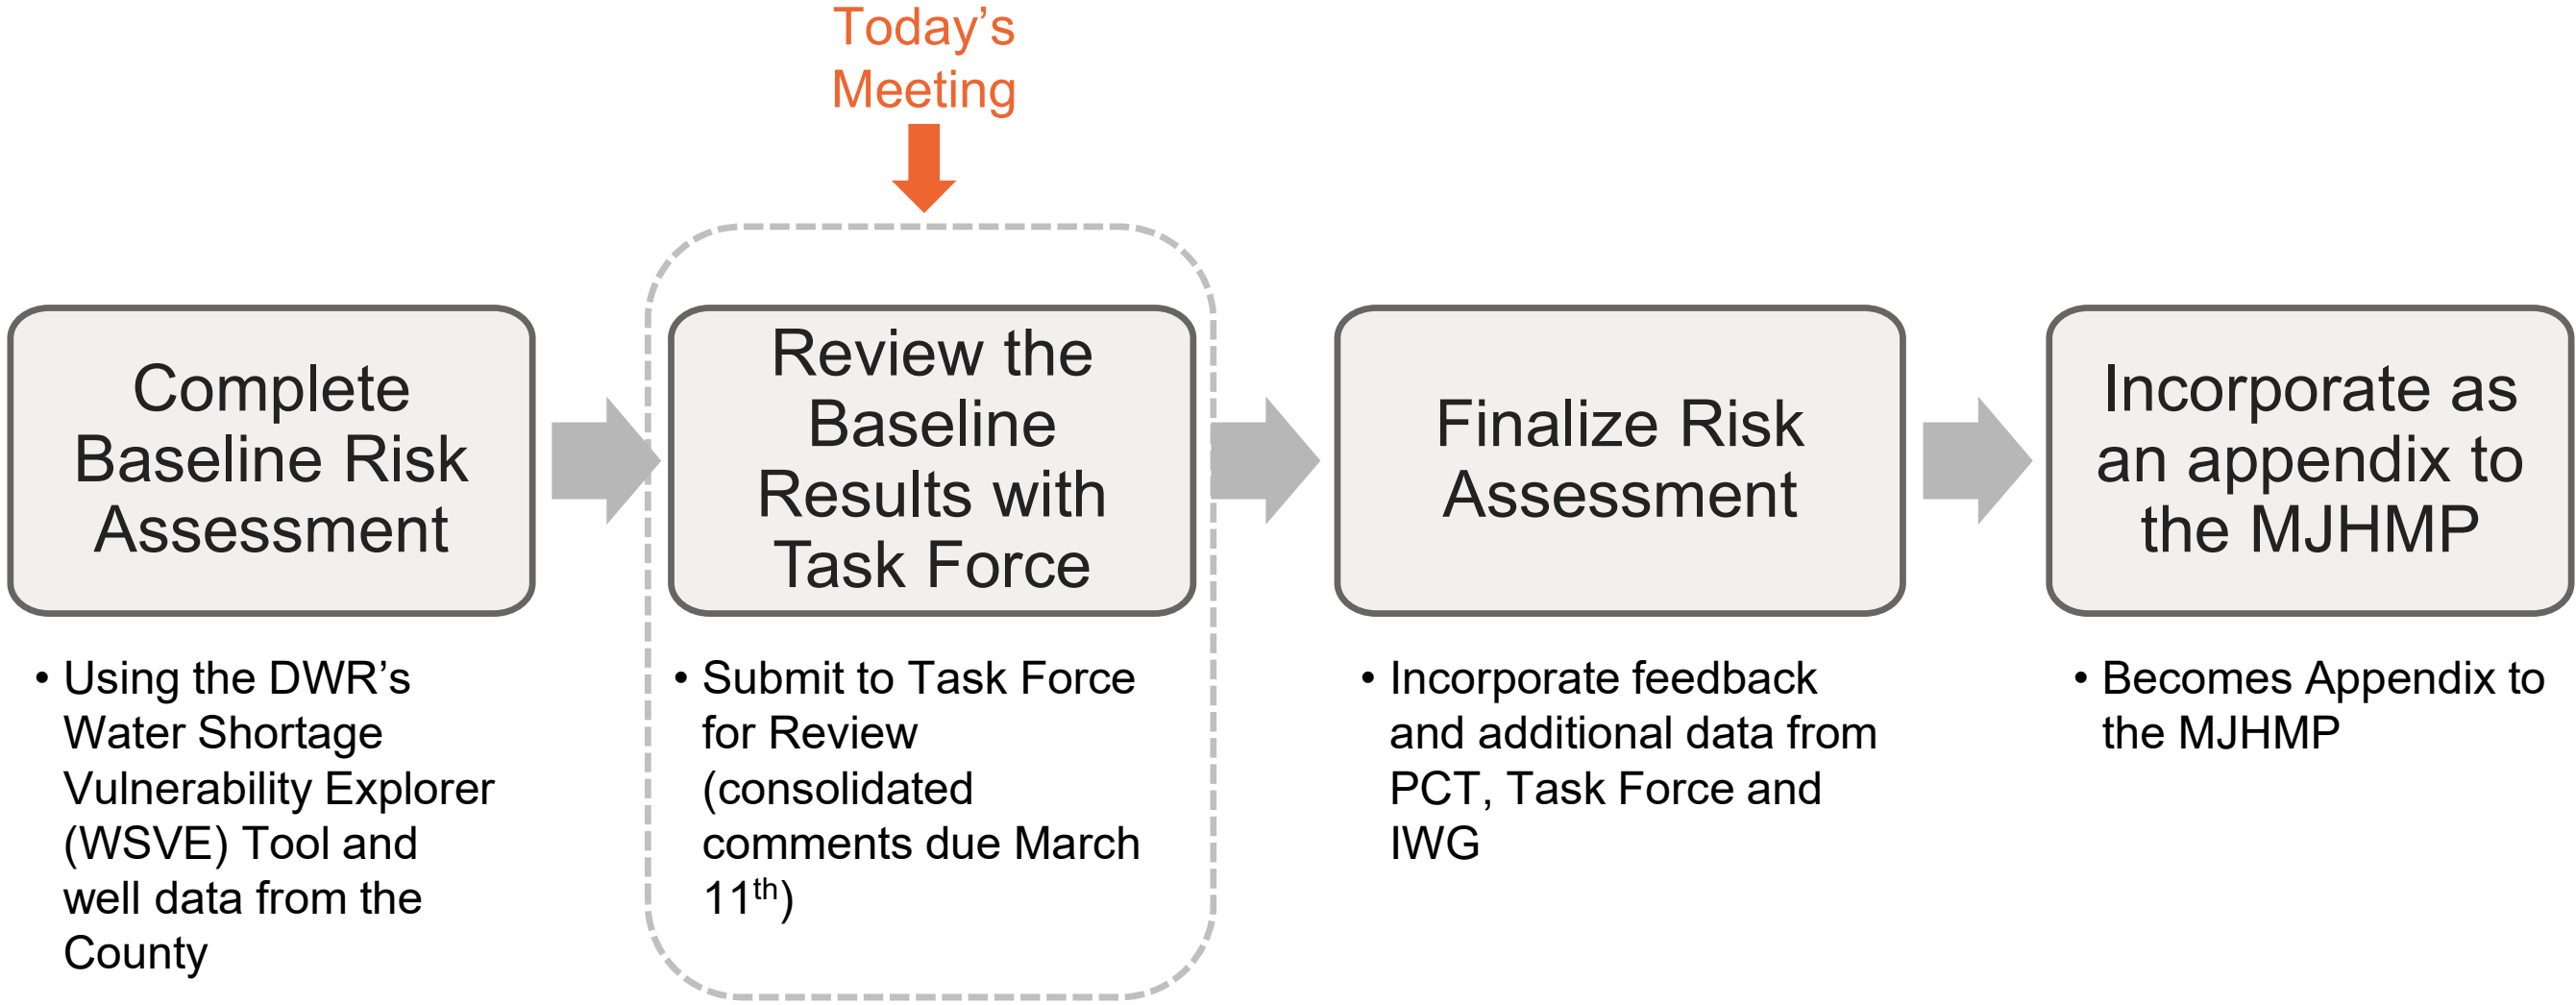 Today’s
Meeting
Complete
Baseline Risk
Assessment
Review the
Baseline
Results with
Task Force
Finalize Risk
Assessment
Incorporate as
an appendix to
the MJHMP
• Using the DWR’s
Water Shortage
Vulnerability Explorer
(WSVE) Tool and
well data from the
County
• Submit to Task Force
for Review
(consolidated
comments due March
11th)
• Incorporate feedback
and additional data from
PCT, Task Force and
IWG
• Becomes Appendix to
the MJHMP